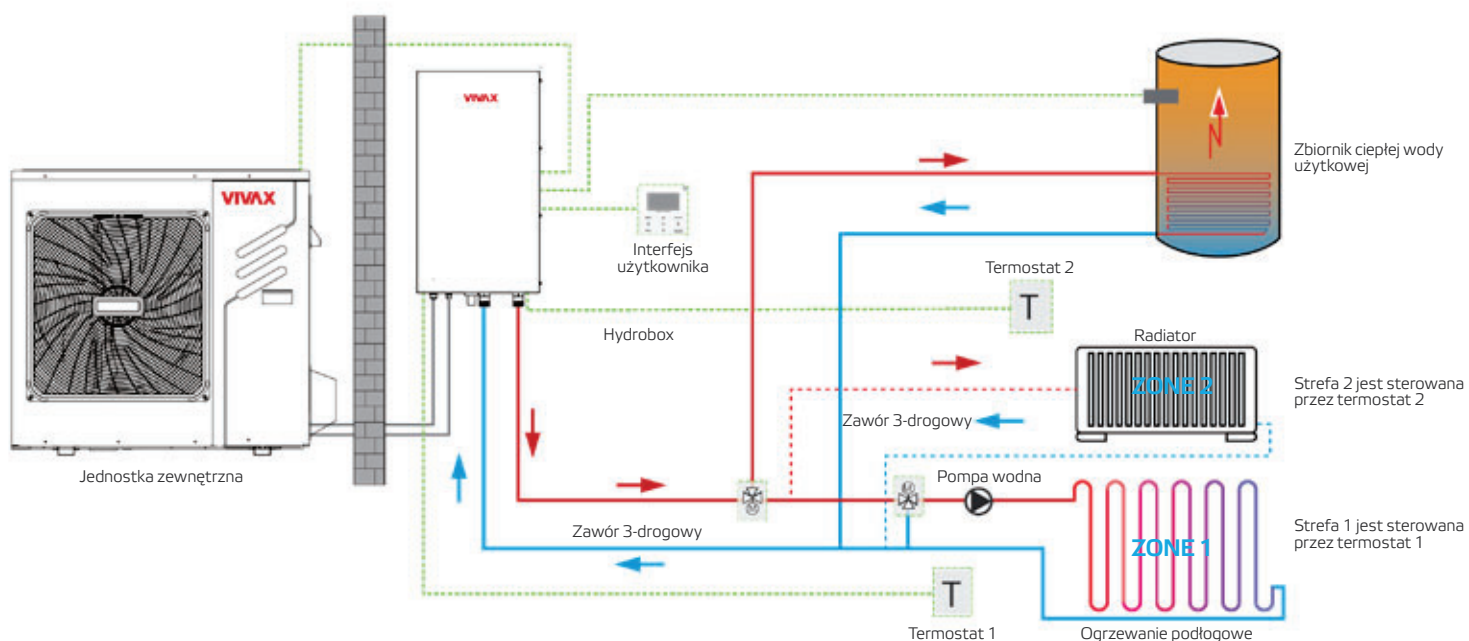 VIVAX
VIVAX
Jednostka zewnętrzna
Hydrobox
Interfejs
użytkownika
Zbiornik ciepłej wody
użytkowej
Termostat 2
T
Radiator
ZONE 2
Strefa 2 jest sterowana
przez termostat 2
Zawór 3-drogowy
Pompa wodna
M
M
Zawór 3-drogowy
ZONE 1
Strefa 1 jest sterowana
przez termostat 1
T
Termostat 1
Ogrzewanie podłogowe